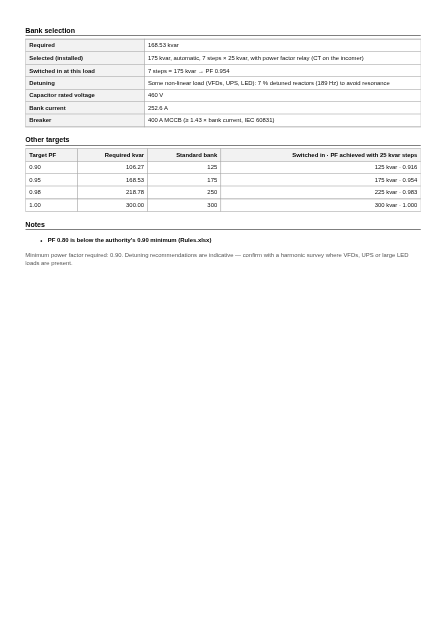 Bank selection
Required 168.53 kvar
Selected (installed) 175 kvar, automatic, 7 steps × 25 kvar, with power factor relay (CT on the incomer)
Switched in at this load 7 steps = 175 kvar → PF 0.954
Detuning Some non-linear load (VFDs, UPS, LED): 7 % detuned reactors (189 Hz) to avoid resonance
Capacitor rated voltage 460 V
Bank current 252.6 A
Breaker 400 A MCCB (≥ 1.43 × bank current, IEC 60831)
Other targets
Target PF Required kvar Standard bank Switched in · PF achieved with 25 kvar steps
0.90 106.27 125 125 kvar · 0.916
0.95 168.53 175 175 kvar · 0.954
0.98 218.78 250 225 kvar · 0.983
1.00 300.00 300 300 kvar · 1.000
Notes
• PF 0.80 is below the authority's 0.90 minimum (Rules.xlsx)
Minimum power factor required: 0.90. Detuning recommendations are indicative — confirm with a harmonic survey where VFDs, UPS or large LED
loads are present.